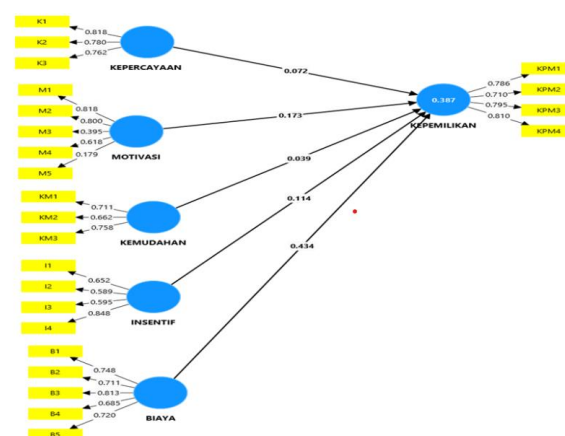 K1
K2
K3
0.818
0.780
0.762
KEPERCAYAAN
M1
M2
M3
M4
M5
0.818
0.800
0.395
0.618
0.179
MOTIVASI
KM1
KM2
KM3
0.711
0.662
0.758
KEMUDAHAN
I1
I2
I3
I4
0.652
0.589
0.595
0.848
INSENTIF
B1
B2
B3
B4
B5
0.748
0.711
0.813
0.685
0.720
BIAYA
0.072
0.173
0.039
0.114
0.434
0.387
KEPEMILIKAN
0.786
0.710
0.795
0.810
KPM1
KPM2
KPM3
KPM4